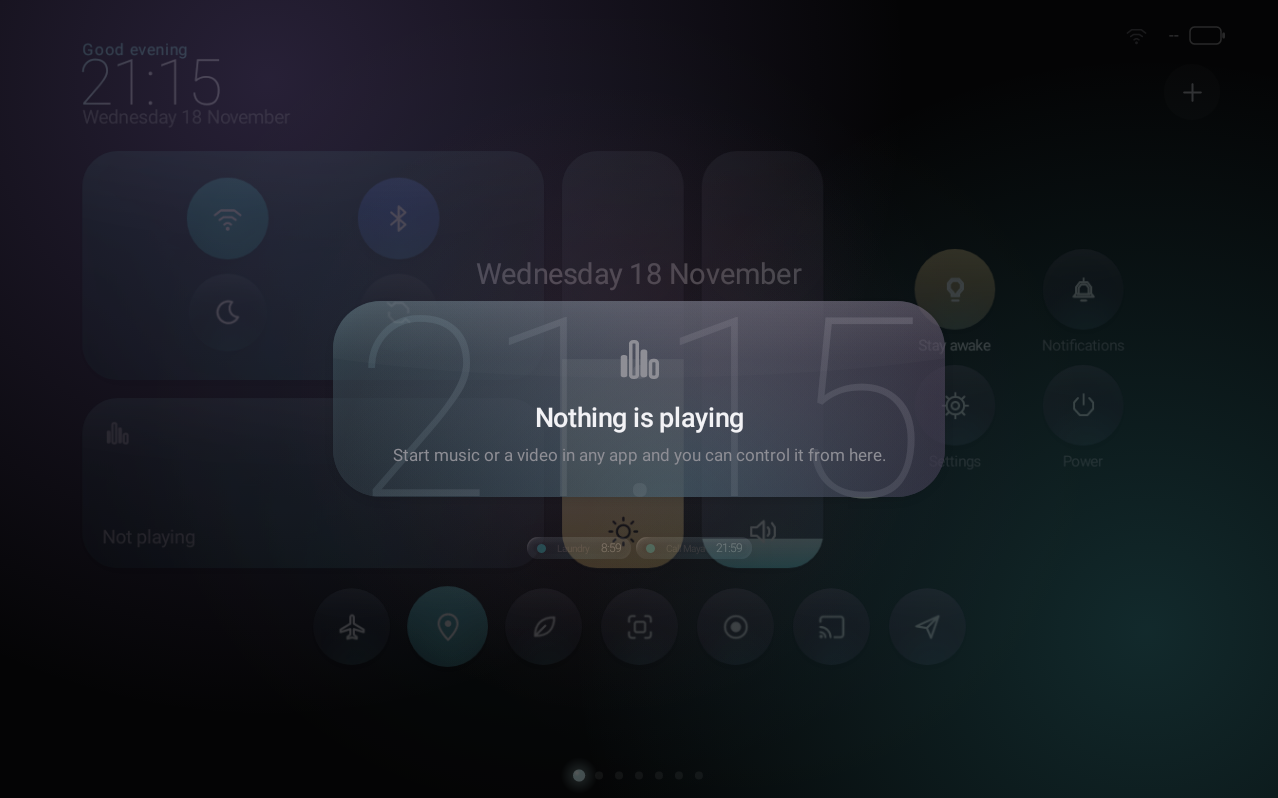 Good evening
21:15
Wednesday 18 November
--
Wednesday 18 November
21 15
Nothing is playing
Start music or a video in any app and you can control it from here.
Stay awake
Notifications
Settings
Power
Not playing
Laundry 8:59
Call 21:59